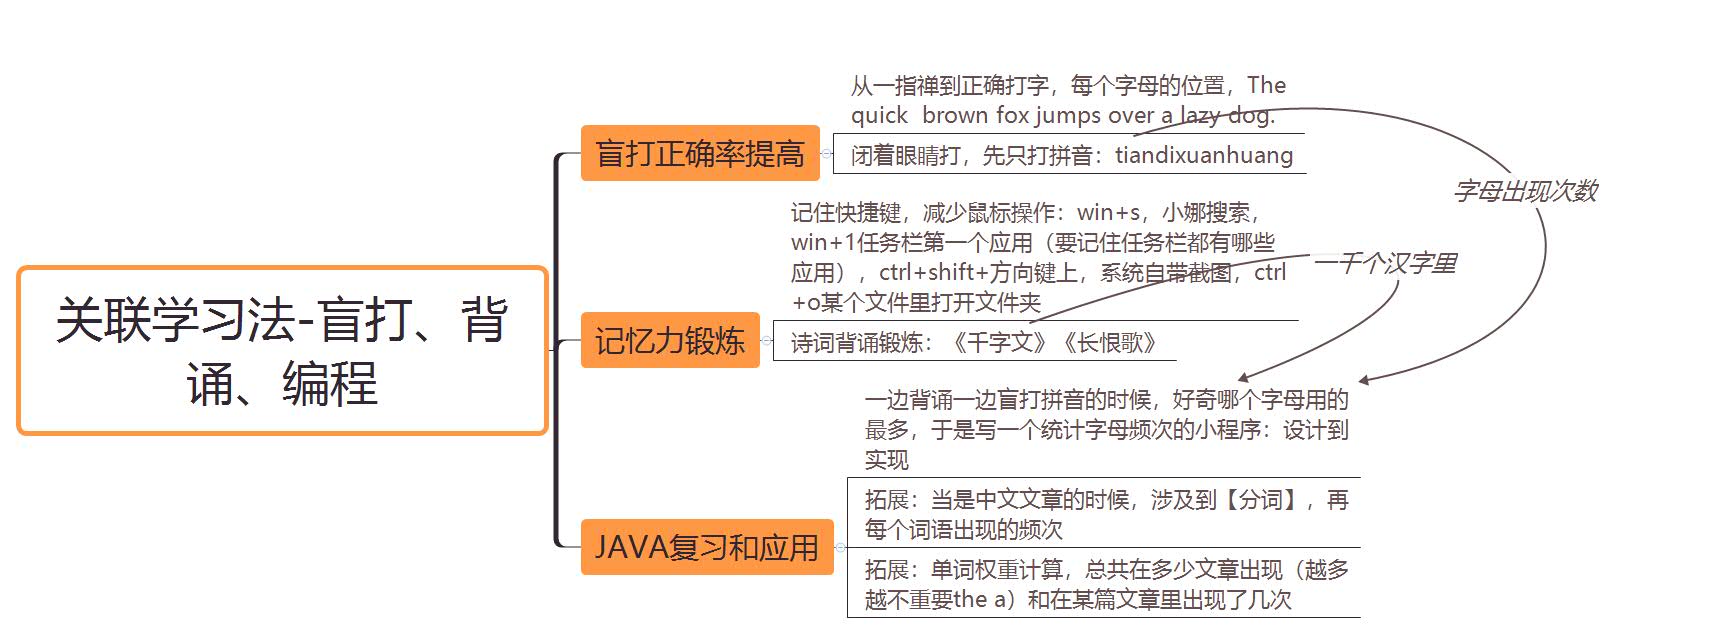 关联学习法-盲打、背
诵、编程
盲打正确率提高
从一指禅到正确打字，每个字母的位置，The
quick  brown fox jumps over a lazy dog.
闭着眼睛打，先只打拼音：tiandixuanhuang
记忆力锻炼
记住快捷键，减少鼠标操作：win+s，小娜搜索，
win+1任务栏第一个应用（要记住任务栏都有哪些
应用），ctrl+shift+方向键上，系统自带截图，ctrl
+o某个文件里打开文件夹
诗词背诵锻炼：《千字文》《长恨歌》
JAVA复习和应用
一边背诵一边盲打拼音的时候，好奇哪个字母用的
最多，于是写一个统计字母频次的小程序：设计到
实现
拓展：当是中文文章的时候，涉及到【分词】，再
每个词语出现的频次
拓展：单词权重计算，总共在多少文章出现（越多
越不重要the a）和在某篇文章里出现了几次
字母出现次数
一千个汉字里